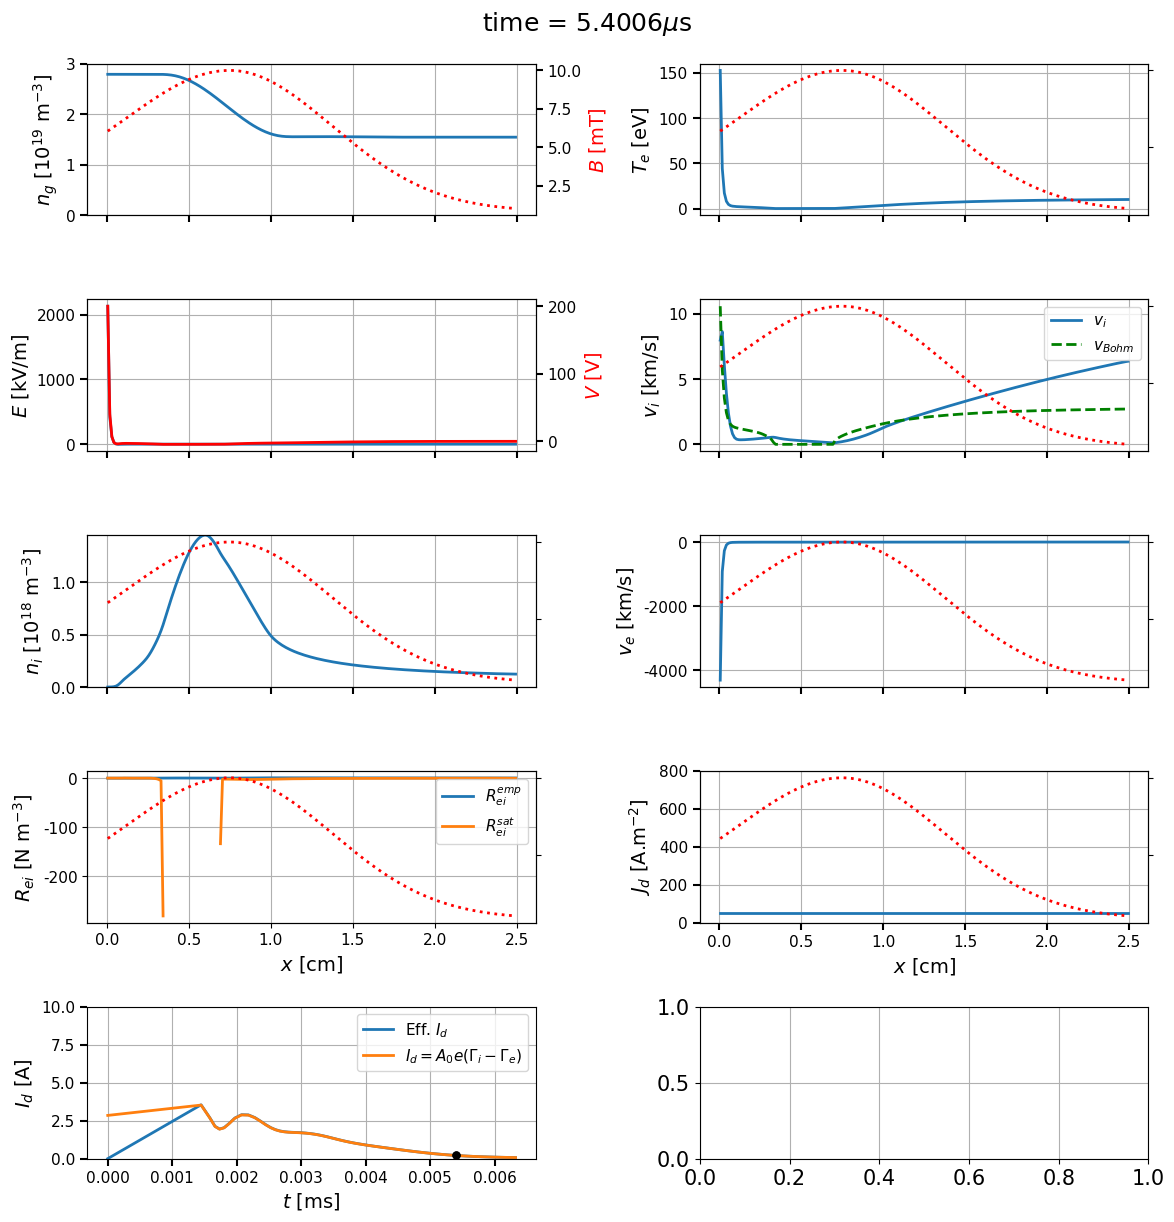 time = 5.4006μs
3
2
1
0
n_g [10^19 m^−3]
10.0
7.5
5.0
2.5
B [mT]
150
100
50
0
T_e [eV]
2000
1000
0
E [kV/m]
200
100
0
V [V]
10
5
0
v_i [km/s]
v_i
v_Bohm
1.0
0.5
0.0
n_i [10^18 m^−3]
0
-2000
-4000
v_e [km/s]
0
-100
-200
R_ei [N m^−3]
R_ei^emp
R_ei^sat
0.0 0.5 1.0 1.5 2.0 2.5
x [cm]
800
600
400
200
0
J_d [A.m^−2]
0.0 0.5 1.0 1.5 2.0 2.5
x [cm]
10.0
7.5
5.0
2.5
0.0
I_d [A]
Eff. I_d
I_d = A_0e(Γ_i − Γ_e)
0.000 0.001 0.002 0.003 0.004 0.005 0.006
t [ms]
1.0
0.5
0.0
0.0 0.2 0.4 0.6 0.8 1.0